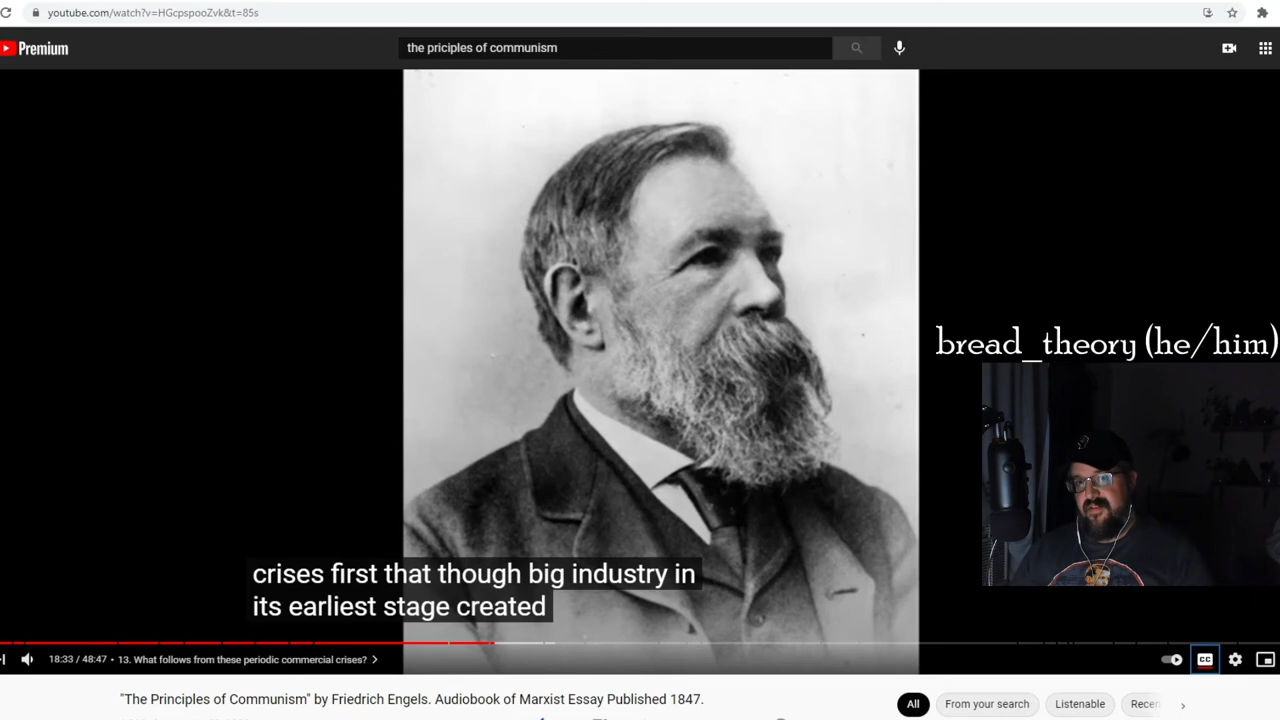 youtube.com/watch?v=HGcpspooZvk&t=85s
Premium
the priciples of communism
bread_theory (he/him)
crises first that though big industry in
its earliest stage created
18:33 / 48:47 • 13. What follows from these periodic commercial crises?
CC
"The Principles of Communism" by Friedrich Engels. Audiobook of Marxist Essay Published 1847.
All
From your search
Listenable
Recen